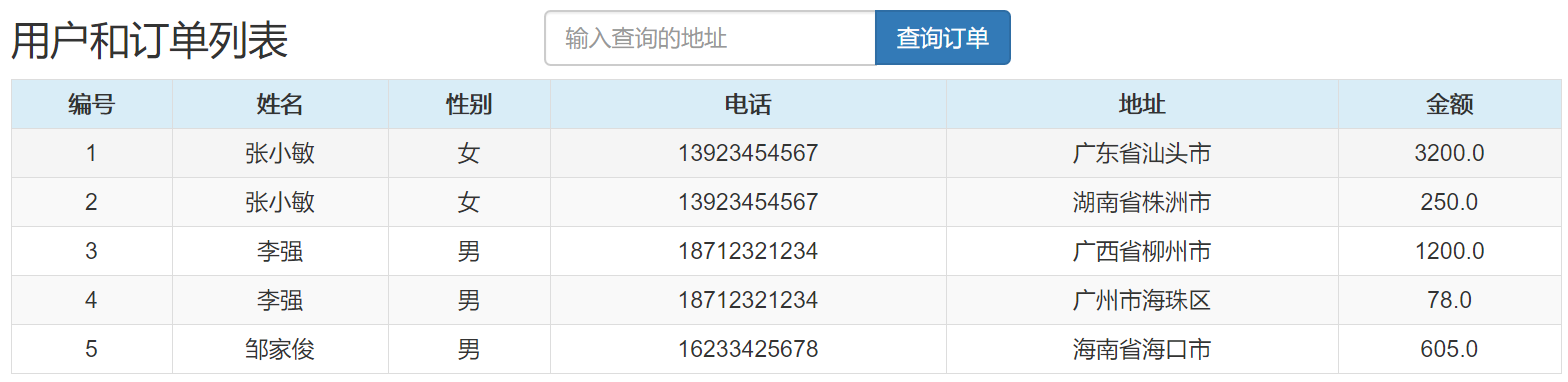 用户和订单列表 输入查询的地址 查询订单
编号 姓名 性别 电话 地址 金额
1 张小敏 女 13923454567 广东省汕头市 3200.0
2 张小敏 女 13923454567 湖南省株洲市 250.0
3 李强 男 18712321234 广西省柳州市 1200.0
4 李强 男 18712321234 广州市海珠区 78.0
5 邹家俊 男 16233425678 海南省海口市 605.0